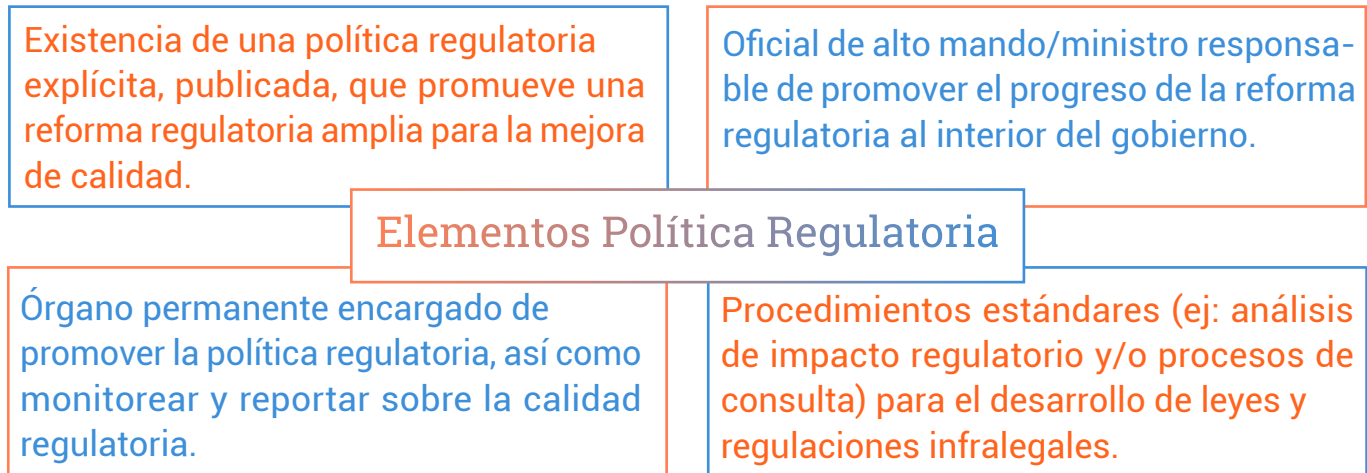 Existencia de una política regulatoria
explícita, publicada, que promueve una
reforma regulatoria amplia para la mejora
de calidad.
Oficial de alto mando/ministro responsa-
ble de promover el progreso de la reforma
regulatoria al interior del gobierno.
Elementos Política Regulatoria
Órgano permanente encargado de
promover la política regulatoria, así como
monitorear y reportar sobre la calidad
regulatoria.
Procedimientos estándares (ej: análisis
de impacto regulatorio y/o procesos de
consulta) para el desarrollo de leyes y
regulaciones infralegales.